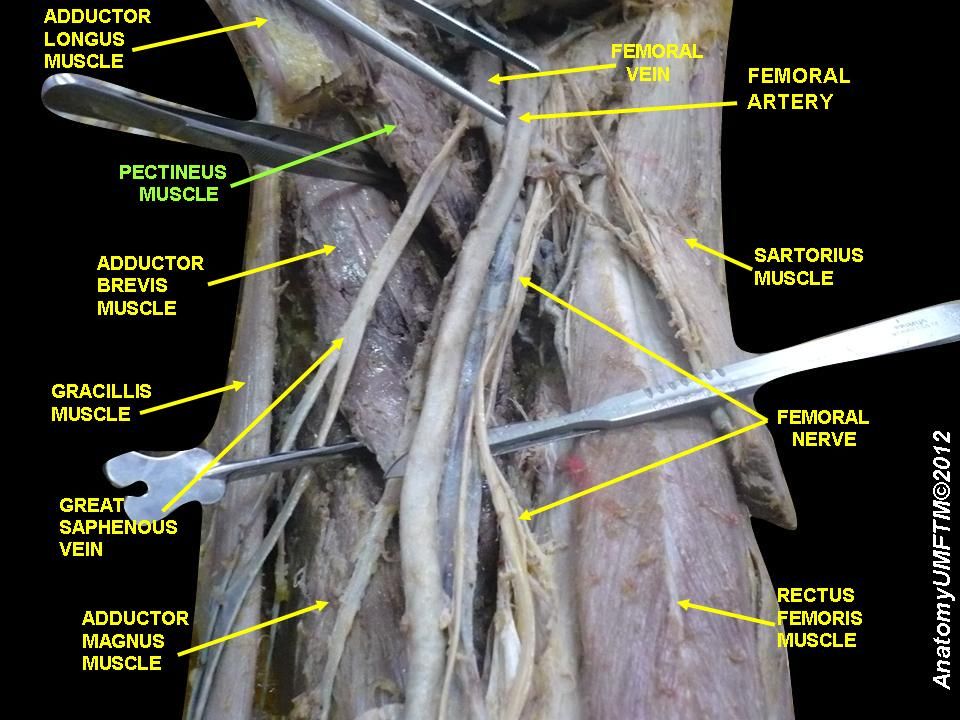 ADDUCTOR
LONGUS
MUSCLE
FEMORAL
VEIN
FEMORAL
ARTERY
PECTINEUS
MUSCLE
ADDUCTOR
BREVIS
MUSCLE
SARTORIUS
MUSCLE
GRACILLIS
MUSCLE
FEMORAL
NERVE
GREAT
SAPHENOUS
VEIN
ADDUCTOR
MAGNUS
MUSCLE
RECTUS
FEMORIS
MUSCLE
AnatomyUMFTM©2012